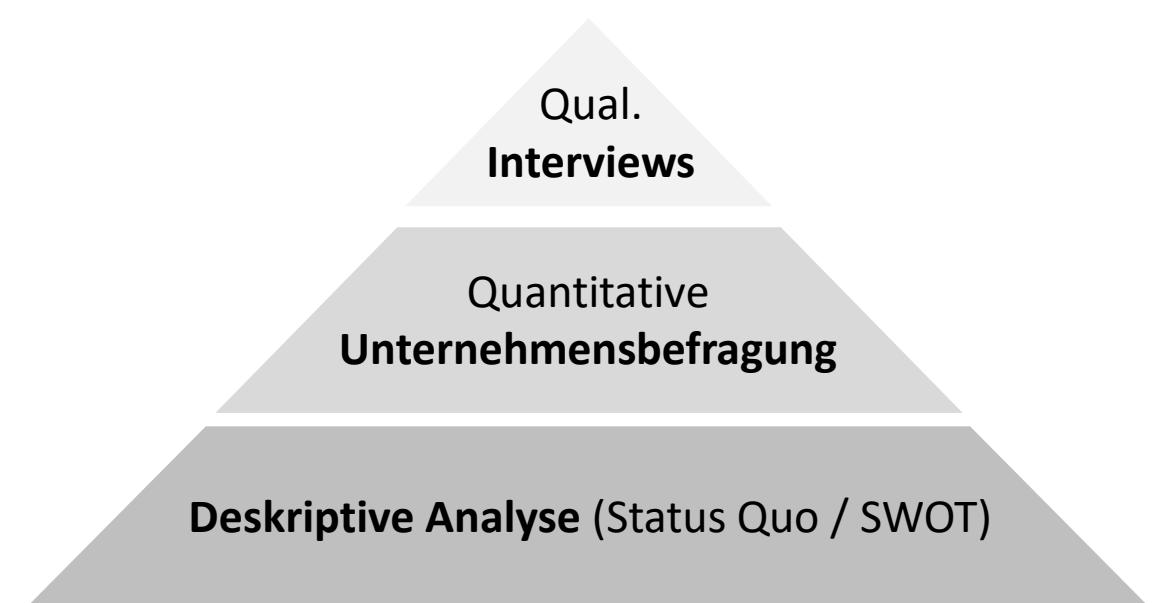 Qual.
Interviews
Quantitative
Unternehmensbefragung
Deskriptive Analyse (Status Quo / SWOT)